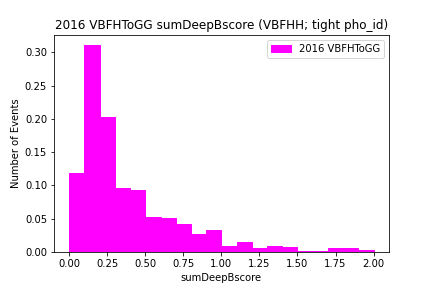 2016 VBFHToGG sumDeepBscore (VBFHH; tight pho_id)
2016 VBFHToGG
Number of Events
0.30
0.25
0.20
0.15
0.10
0.05
0.00
0.00 0.25 0.50 0.75 1.00 1.25 1.50 1.75 2.00
sumDeepBscore